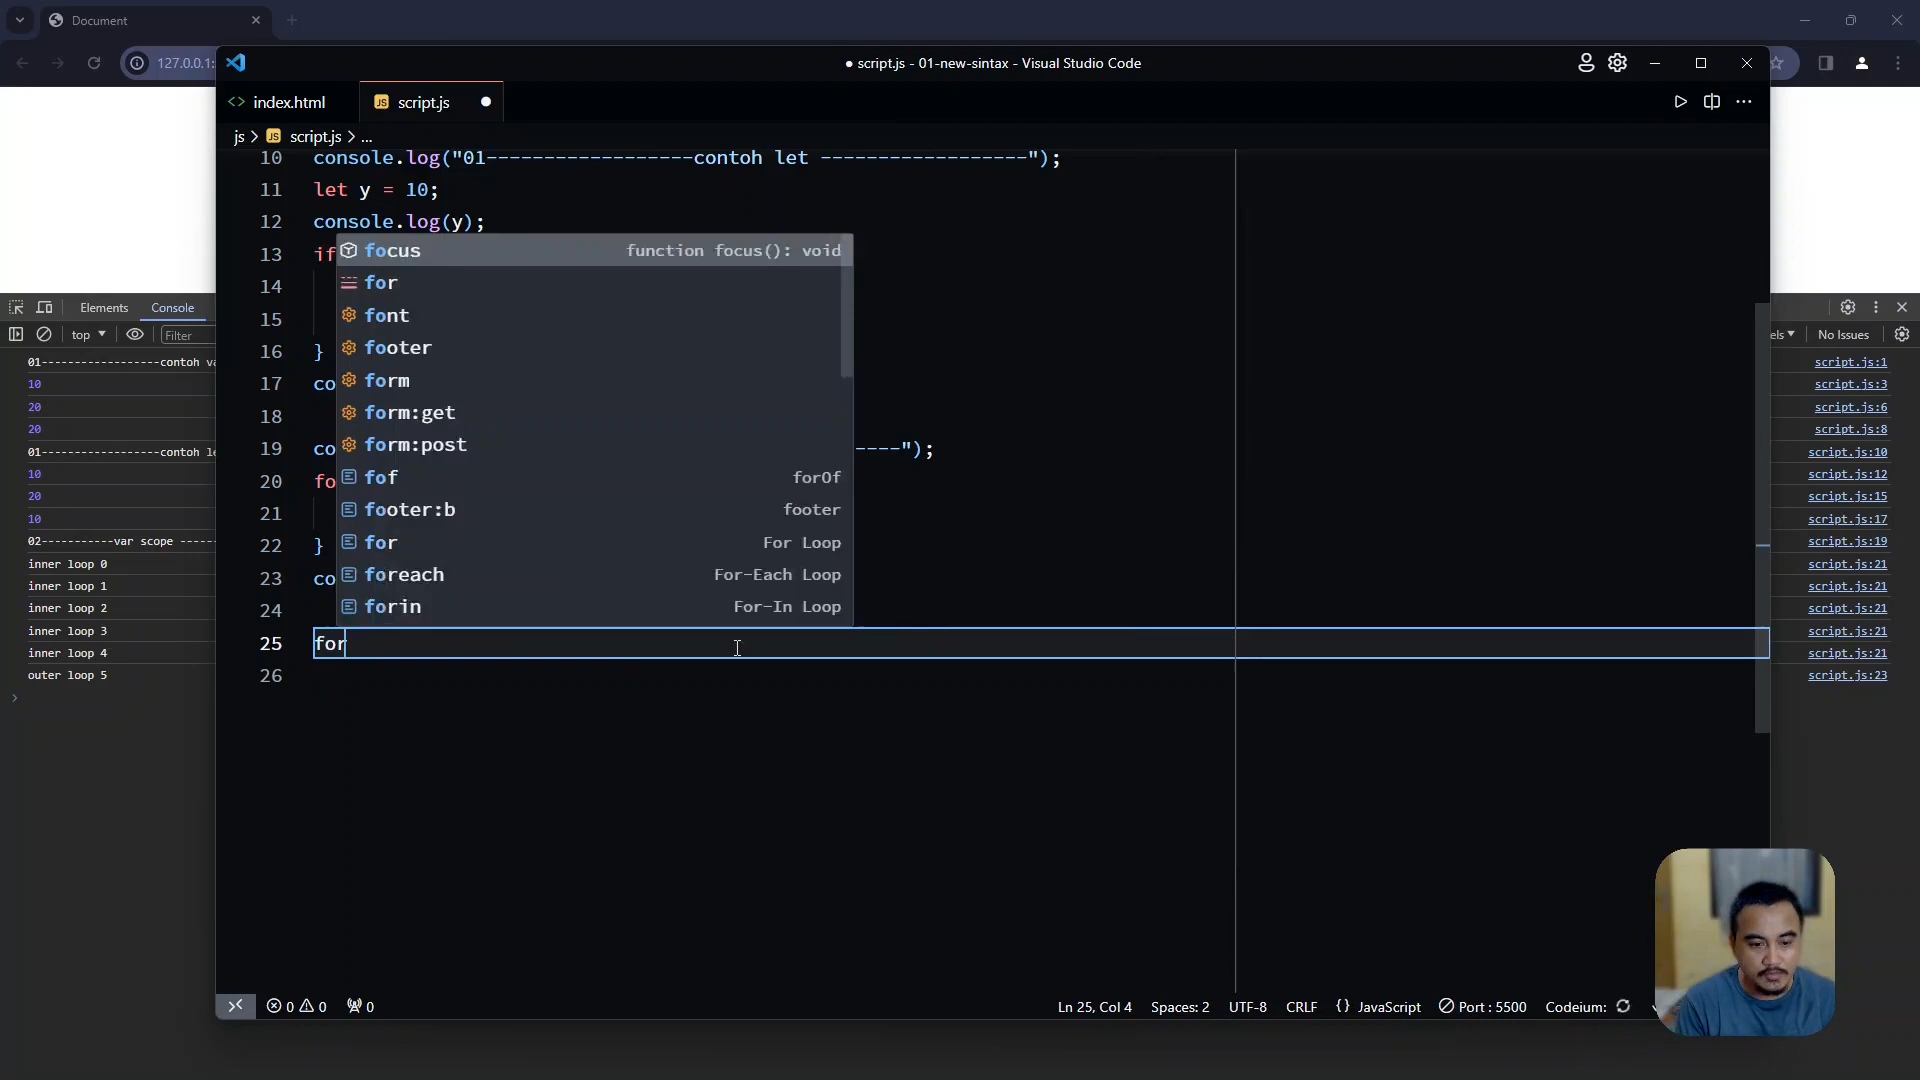 Document
127.0.0.1:
script.js - 01-new-sintax - Visual Studio Code
index.html
JS script.js
js > JS script.js > ...
10 console.log("01------------------contoh let ------------------");
11 let y = 10;
12 console.log(y);
13 if
14
15
16 }
17 co
18
19 co ----");
20 fo
21
22 }
23 co
24
25 for
26
focus function focus(): void
for
font
footer
form
form:get
form:post
fof forOf
footer:b footer
for For Loop
foreach For-Each Loop
forin For-In Loop
Elements Console
top Filter
els No Issues
01------------------contoh va script.js:1
10 script.js:3
20 script.js:6
20 script.js:8
01------------------contoh le script.js:10
10 script.js:12
20 script.js:15
10 script.js:17
02-----------var scope ------ script.js:19
inner loop 0 script.js:21
inner loop 1 script.js:21
inner loop 2 script.js:21
inner loop 3 script.js:21
inner loop 4 script.js:21
outer loop 5 script.js:23
0 0 0
Ln 25, Col 4 Spaces: 2 UTF-8 CRLF {} JavaScript Port : 5500 Codeium: